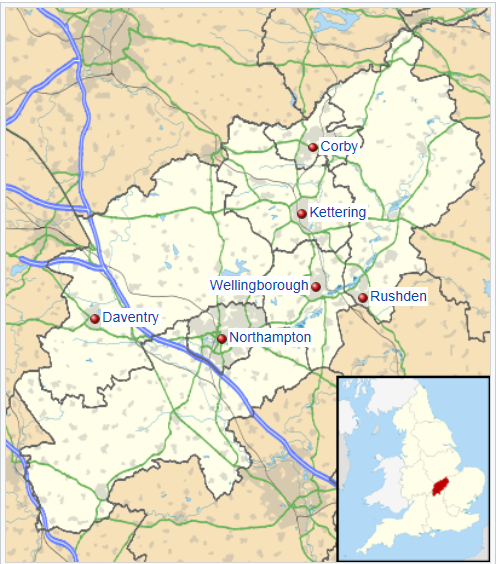 Corby
Kettering
Wellingborough
Rushden
Daventry
Northampton